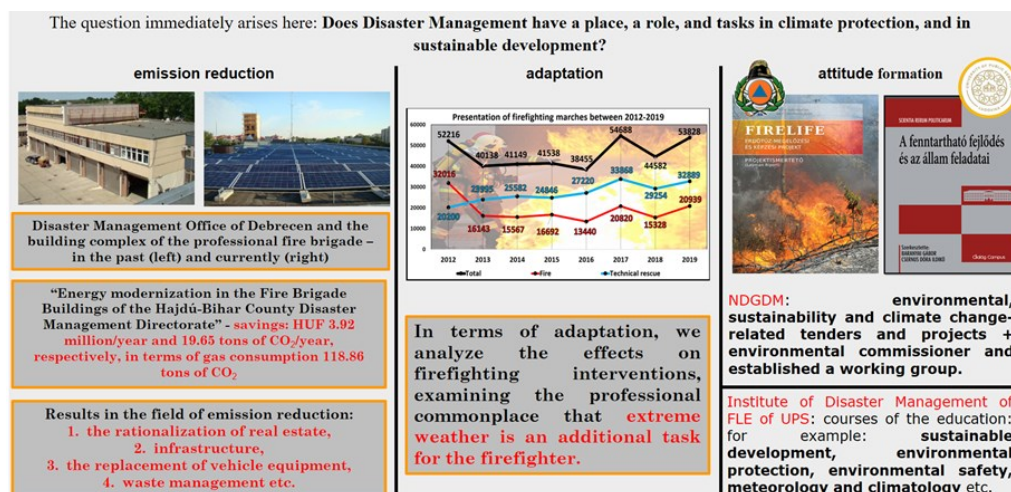 The question immediately arises here: Does Disaster Management have a place, a role, and tasks in climate protection, and in
sustainable development?
emission reduction
Disaster Management Office of Debrecen and the
building complex of the professional fire brigade –
in the past (left) and currently (right)
“Energy modernization in the Fire Brigade
Buildings of the Hajdú-Bihar County Disaster
Management Directorate” - savings: HUF 3.92
million/year and 19.65 tons of CO2/year,
respectively, in terms of gas consumption 118.86
tons of CO2
Results in the field of emission reduction:
1. the rationalization of real estate,
2. infrastructure,
3. the replacement of vehicle equipment,
4. waste management etc.
adaptation
Presentation of firefighting marches between 2012-2019
60000
50000
40000
30000
20000
10000
0
52216 40138 41149 41538 38455 54688 44582 53828
32016 16143 15567 16692 13440 20820 15328 20939
20200 23995 25582 24846 27220 33868 29254 32889
2012 2013 2014 2015 2016 2017 2018 2019
Total Fire Technical rescue
In terms of adaptation, we
analyze the effects on
firefighting interventions,
examining the professional
commonplace that extreme
weather is an additional task
for the firefighter.
attitude formation
FIRELIFE
ERDŐTŰZ MEGELŐZÉSI
ÉS KÉPZÉSI PROJEKT
PROJEKTISMERTETŐ
A fenntartható fejlődés
és az állam feladatai
Szerkesztette:
Dialóg Campus
NDGDM: environmental,
sustainability and climate change-
related tenders and projects +
environmental commissioner and
established a working group.
Institute of Disaster Management of
FLE of UPS: courses of the education:
for example: sustainable
development, environmental
protection, environmental safety,
meteorology and climatology etc.